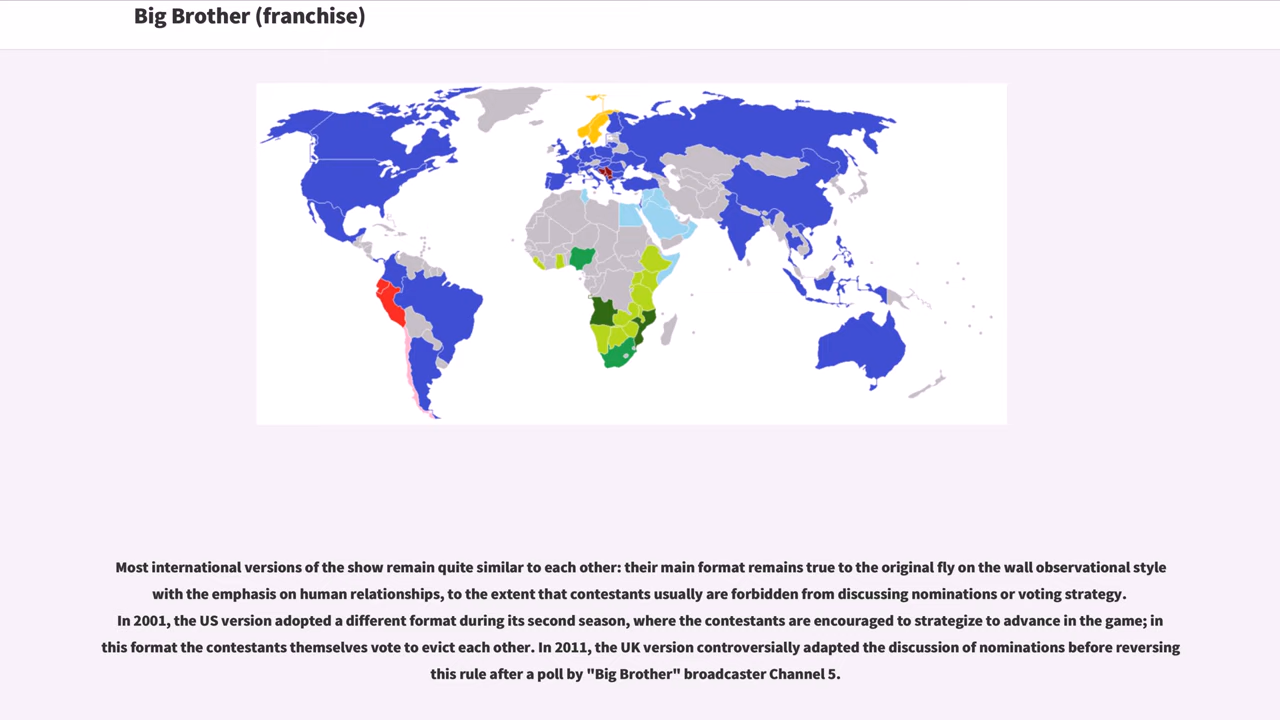 Big Brother (franchise)
Most international versions of the show remain quite similar to each other: their main format remains true to the original fly on the wall observational style
with the emphasis on human relationships, to the extent that contestants usually are forbidden from discussing nominations or voting strategy.
In 2001, the US version adopted a different format during its second season, where the contestants are encouraged to strategize to advance in the game; in
this format the contestants themselves vote to evict each other. In 2011, the UK version controversially adapted the discussion of nominations before reversing
this rule after a poll by "Big Brother" broadcaster Channel 5.